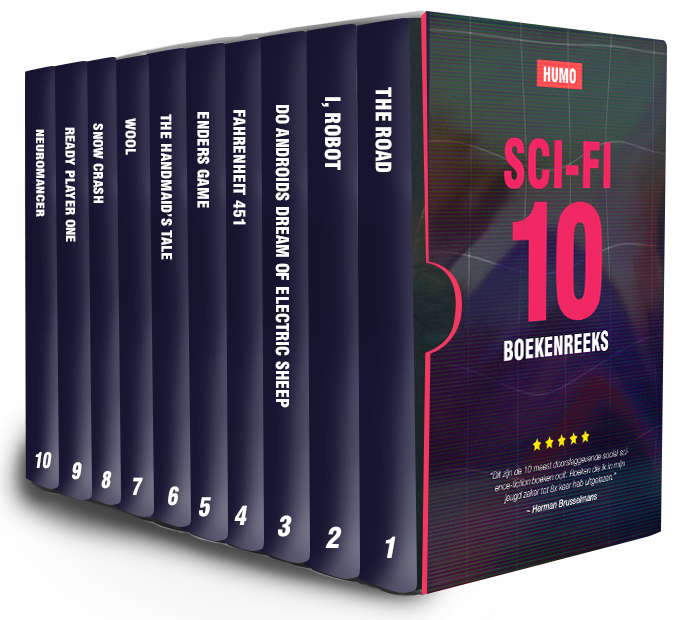 NEUROMANCER
10
READY PLAYER ONE
9
SNOW CRASH
8
WOOL
7
THE HANDMAID'S TALE
6
ENDERS GAME
5
FAHRENHEIT 451
4
DO ANDROIDS DREAM OF ELECTRIC SHEEP
3
I, ROBOT
2
THE ROAD
1
HUMO
SCI-FI
10
BOEKENREEKS
"Dit zijn de 10 meest doorslaggevende social sci-
ence-fiction boeken ooit. Boeken die ik in mijn
jeugd zeker tot 8x keer heb uitgelezen."
~ Herman Brusselmans